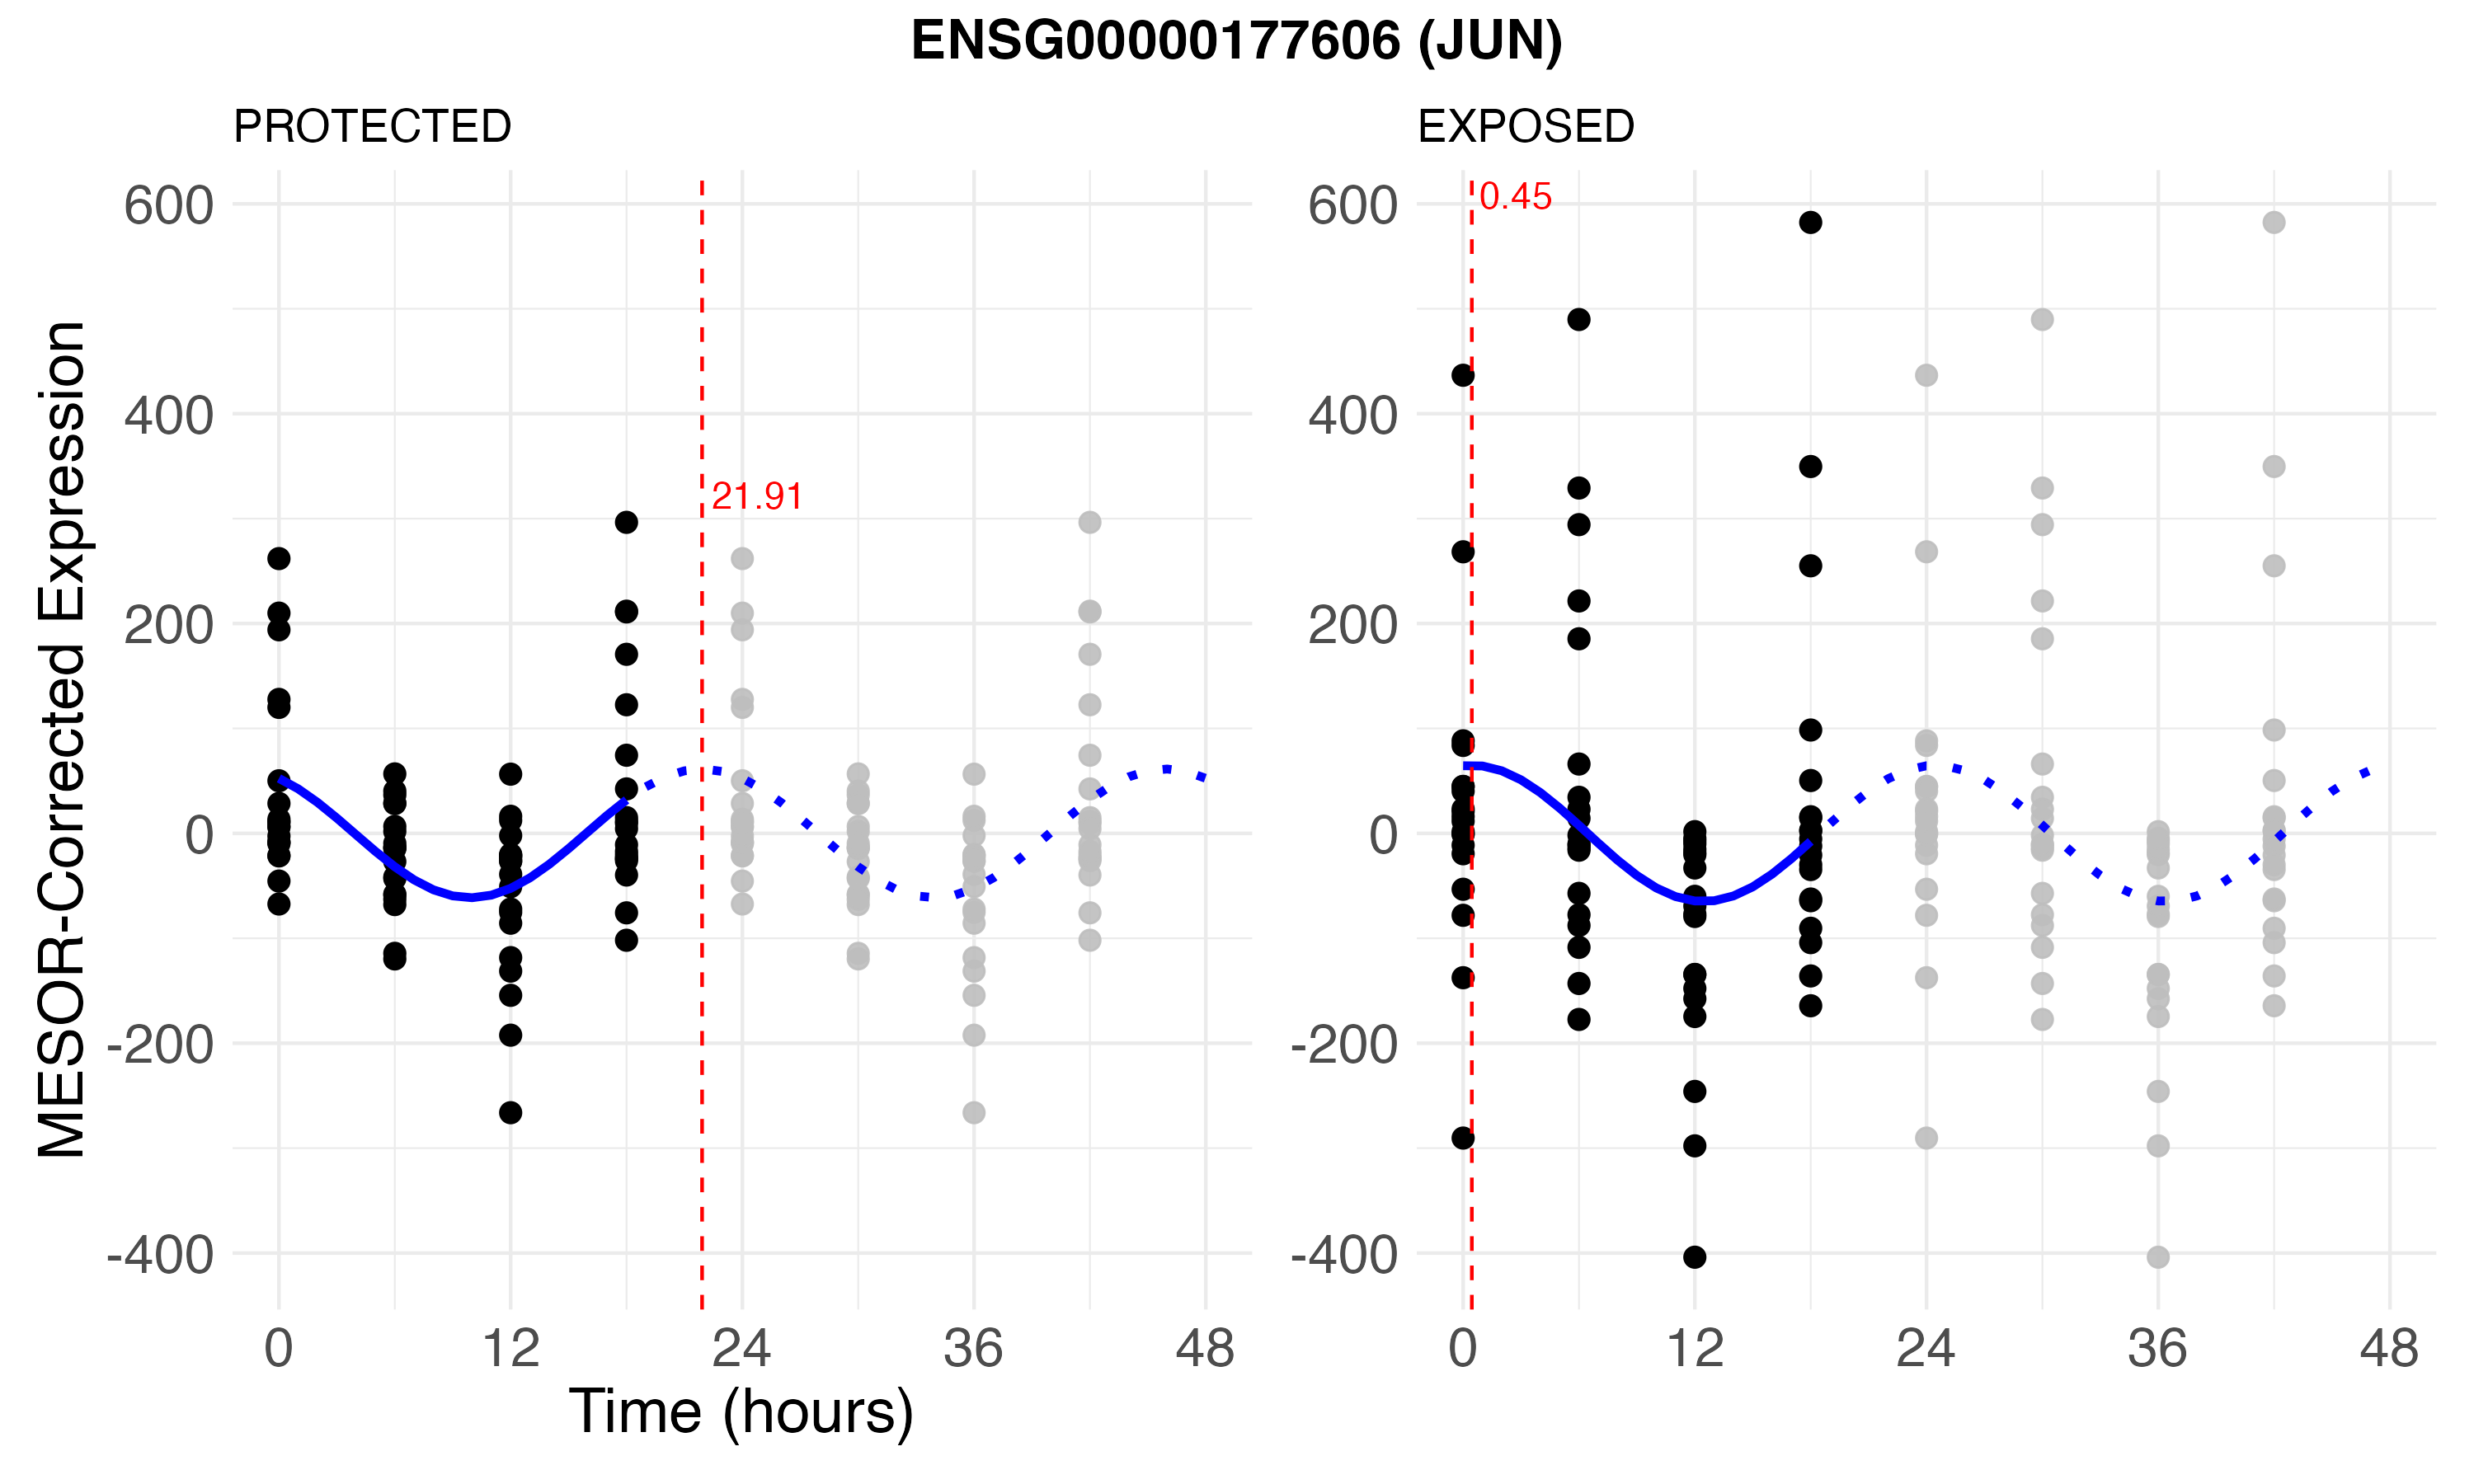 ENSG00000177606 (JUN)
PROTECTED
EXPOSED
MESOR-Corrected Expression
600
400
200
0
-200
-400
21.91
0 12 24 36 48
Time (hours)
600
400
200
0
-200
-400
0.45
0 12 24 36 48